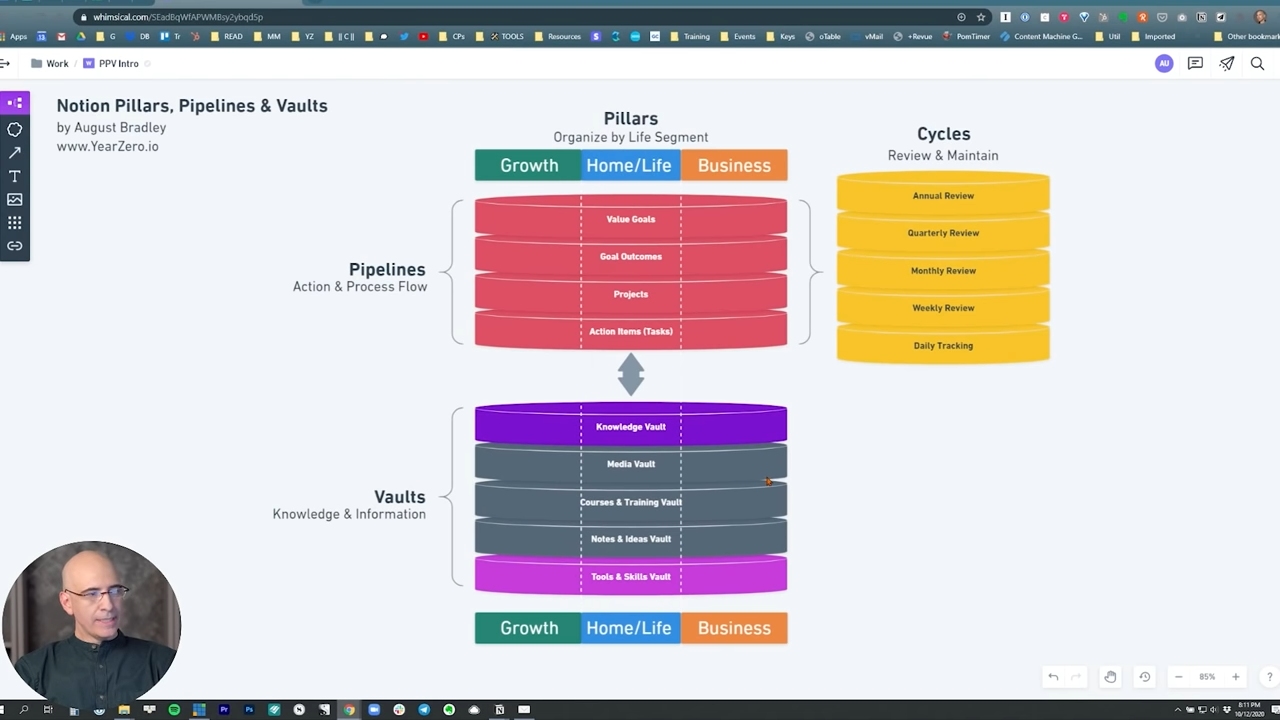 whimsical.com/SEadBqWfAPWMBsy2ybqdSp
Apps
G
DB
Tr
READ
MM
YZ
|| C ||
CPs
TOOLS
Resources
Training
Events
Keys
oTable
vMail
+Revue
PomTimer
Content Machine G...
Util
Imported
Other bookmark
Work / PPV Intro
AU
Notion Pillars, Pipelines & Vaults
by August Bradley
www.YearZero.io
Pillars
Organize by Life Segment
Growth
Home/Life
Business
Cycles
Review & Maintain
Pipelines
Action & Process Flow
Value Goals
Goal Outcomes
Projects
Action Items (Tasks)
Annual Review
Quarterly Review
Monthly Review
Weekly Review
Daily Tracking
Vaults
Knowledge & Information
Knowledge Vault
Media Vault
Courses & Training Vault
Notes & Ideas Vault
Tools & Skills Vault
Growth
Home/Life
Business
85%
8:11 PM
10/12/2020